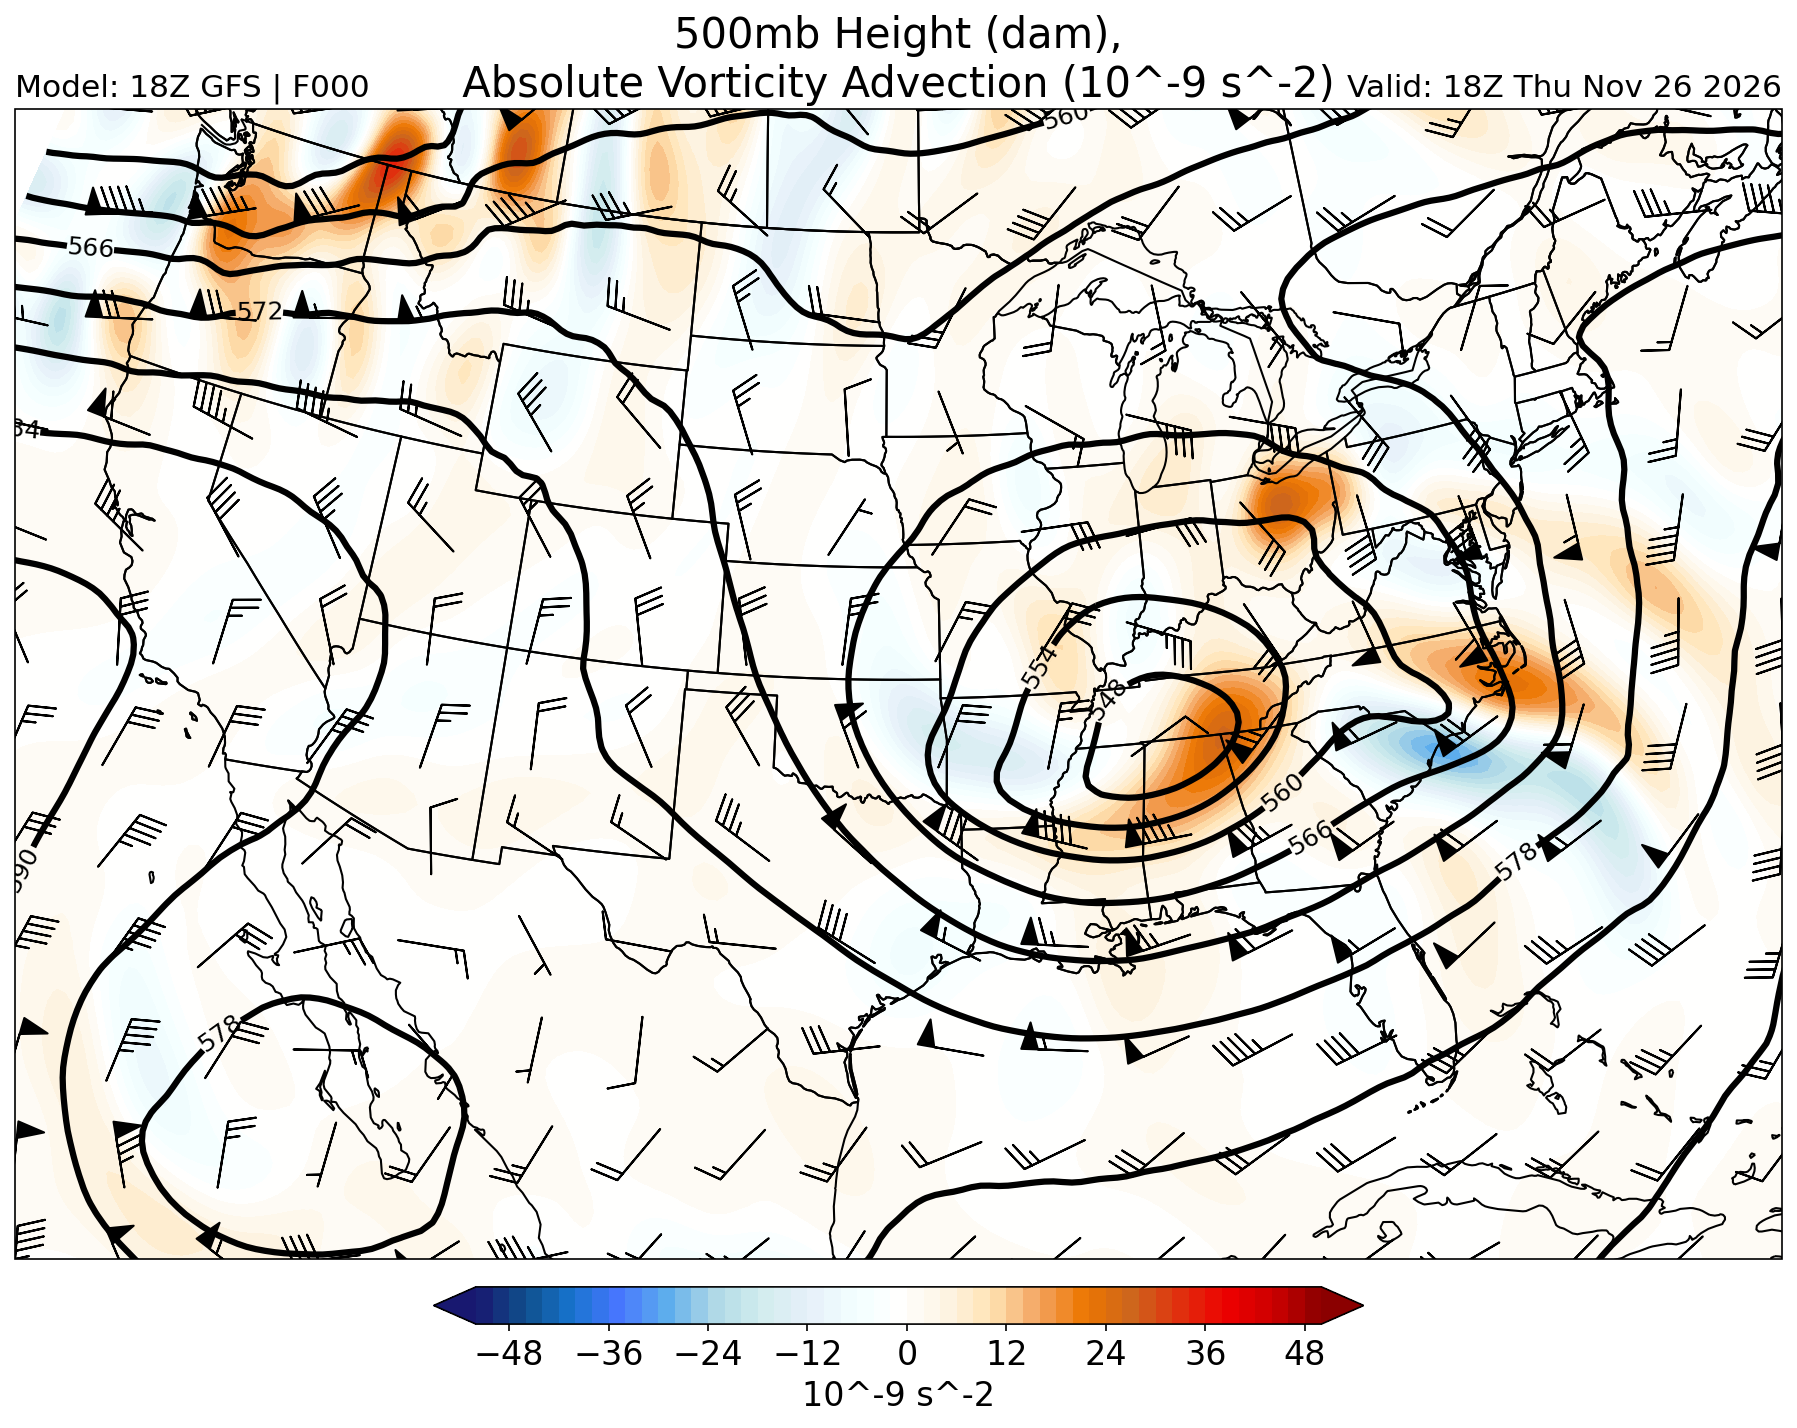 500mb Height (dam),
Model: 18Z GFS | F000
Absolute Vorticity Advection (10^-9 s^-2)
Valid: 18Z Thu Nov 26 2026
560
566
572
34
554
548
560
566
578
590
578
−48 −36 −24 −12 0 12 24 36 48
10^-9 s^-2